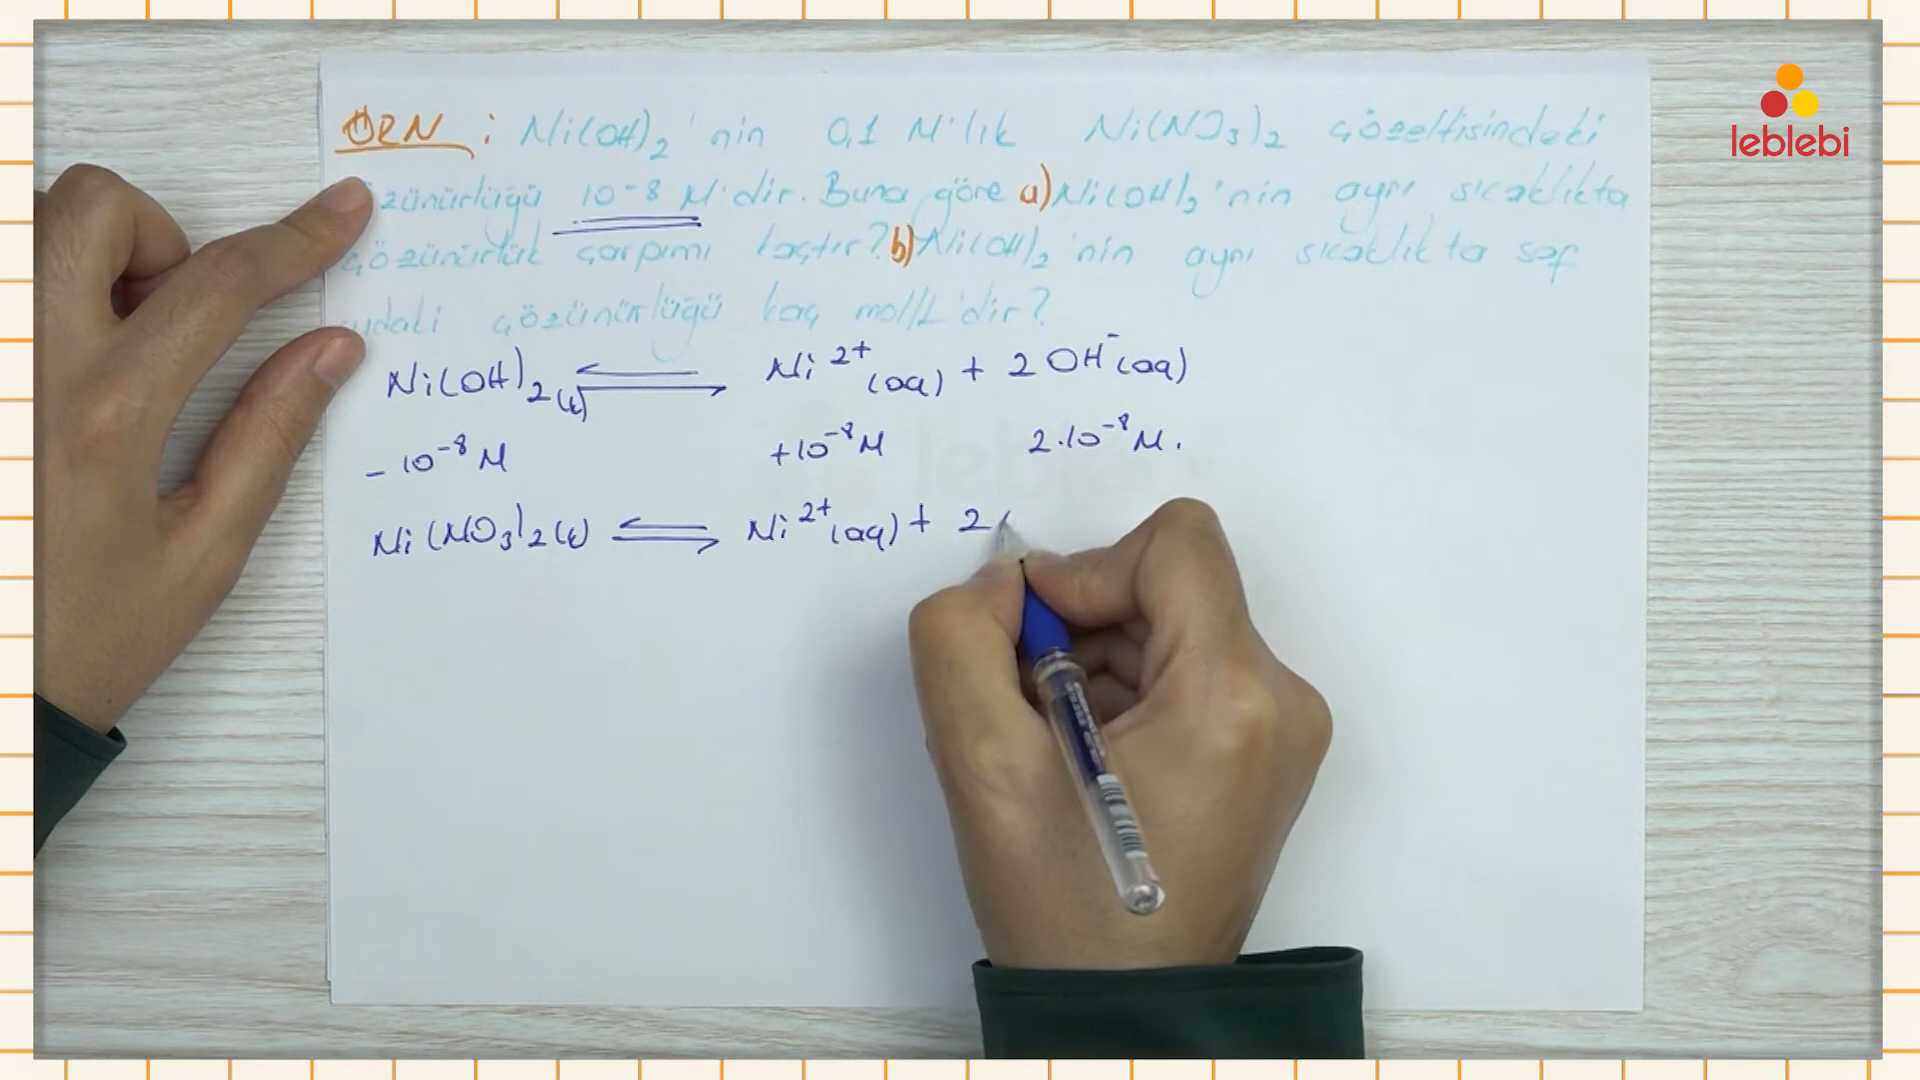 ÖRN : Ni(OH)₂'nin 0,1 M'lık Ni(NO₃)₂ çözeltisindeki
özünürlüğü 10⁻⁸ M'dir. Buna göre a) Ni(OH)₂'nin aynı sıcaklıkta
çözünürlük çarpımı kaçtır? b) Ni(OH)₂'nin aynı sıcaklıkta saf
udaki çözünürlüğü kaç mol/L'dir?
Ni(OH)₂(k) ⇌ Ni²⁺(aq) + 2OH⁻(aq)
- 10⁻⁸ M +10⁻⁸ M 2.10⁻⁸ M.
Ni(NO₃)₂(k) ⇌ Ni²⁺(aq) + 2
leblebi